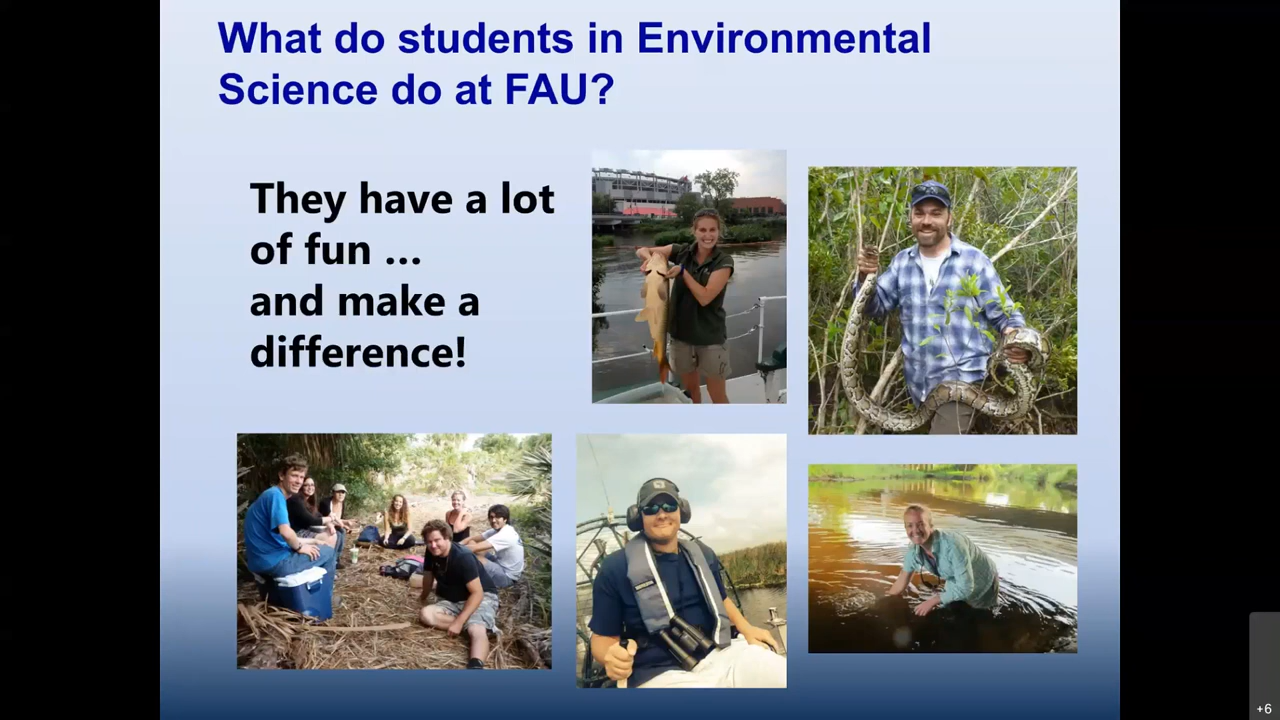 What do students in Environmental
Science do at FAU?
They have a lot
of fun ...
and make a
difference!
+6